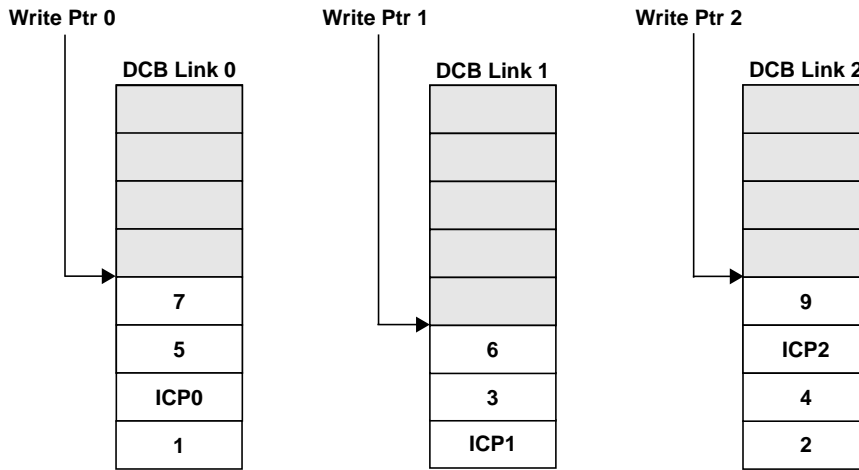 Write Ptr 0
Write Ptr 1
Write Ptr 2
DCB Link 0
DCB Link 1
DCB Link 2
7
9
5
6
ICP2
ICP0
3
4
1
ICP1
2